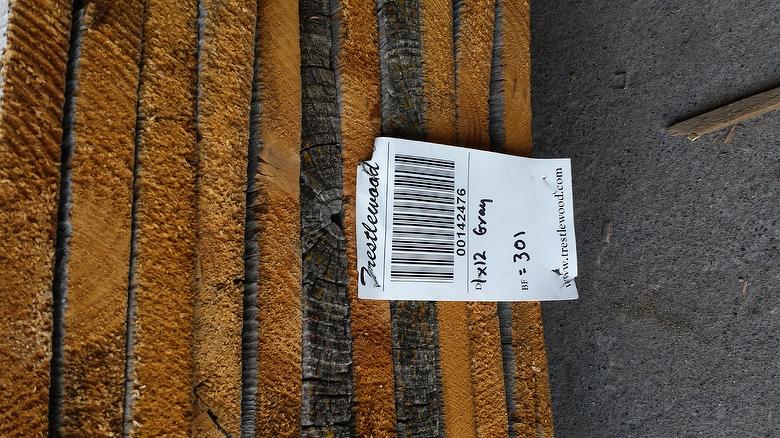 Trestlewood
00142476
D 1x12 Gray
BF = 301
www.trestlewood.com